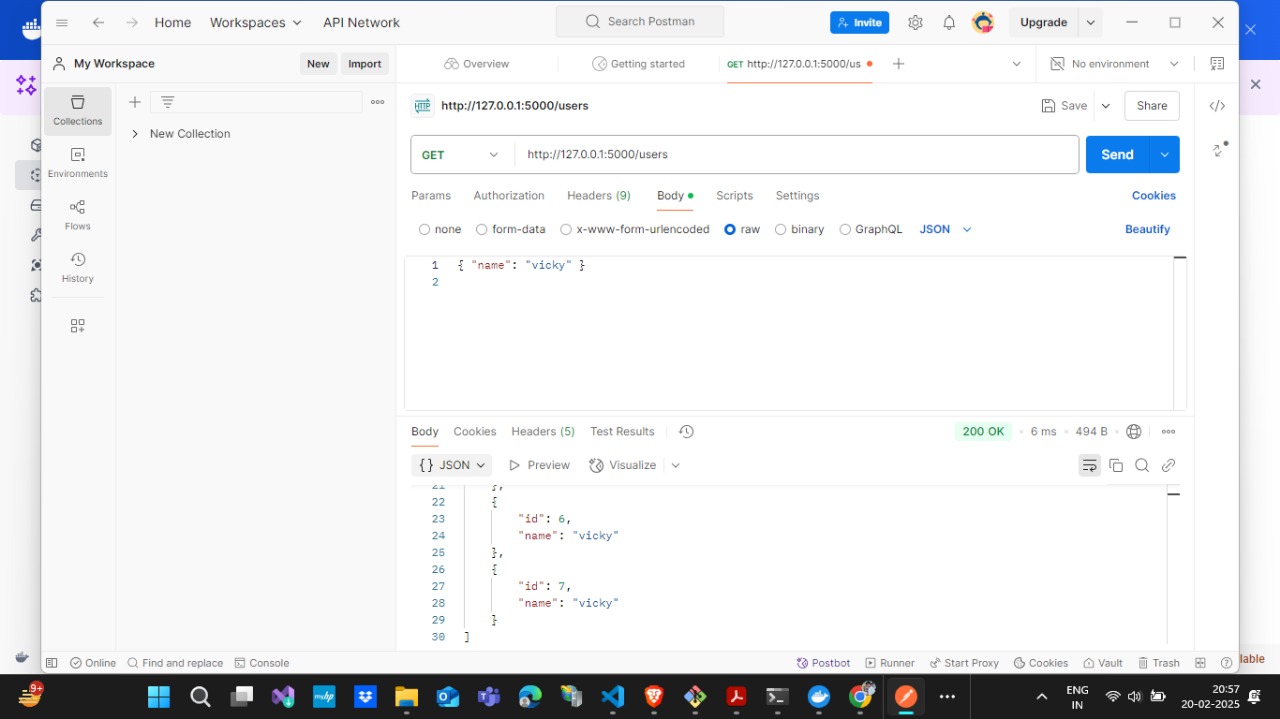 Home Workspaces API Network Search Postman Invite Upgrade
My Workspace New Import Overview Getting started GET http://127.0.0.1:5000/us No environment
Collections
New Collection
Environments
Flows
History
HTTP http://127.0.0.1:5000/users Save Share
GET http://127.0.0.1:5000/users Send
Params Authorization Headers (9) Body Scripts Settings Cookies
none form-data x-www-form-urlencoded raw binary GraphQL JSON Beautify
1 { "name": "vicky" }
2
Body Cookies Headers (5) Test Results 200 OK 6 ms 494 B
{} JSON Preview Visualize
21 },
22 {
23 "id": 6,
24 "name": "vicky"
25 },
26 {
27 "id": 7,
28 "name": "vicky"
29 }
30 ]
Online Find and replace Console Postbot Runner Start Proxy Cookies Vault Trash
lable
9+ myhp ENG IN 20:57 20-02-2025